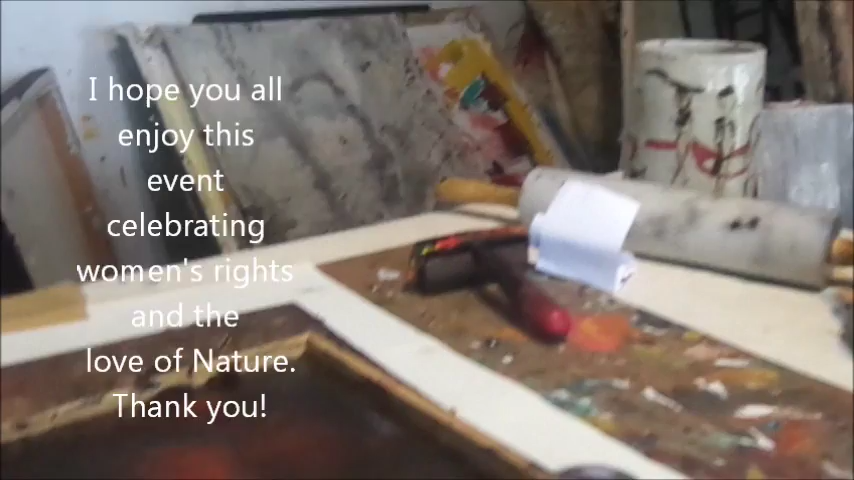 I hope you all
enjoy this
event
celebrating
women's rights
and the
love of Nature.
Thank you!